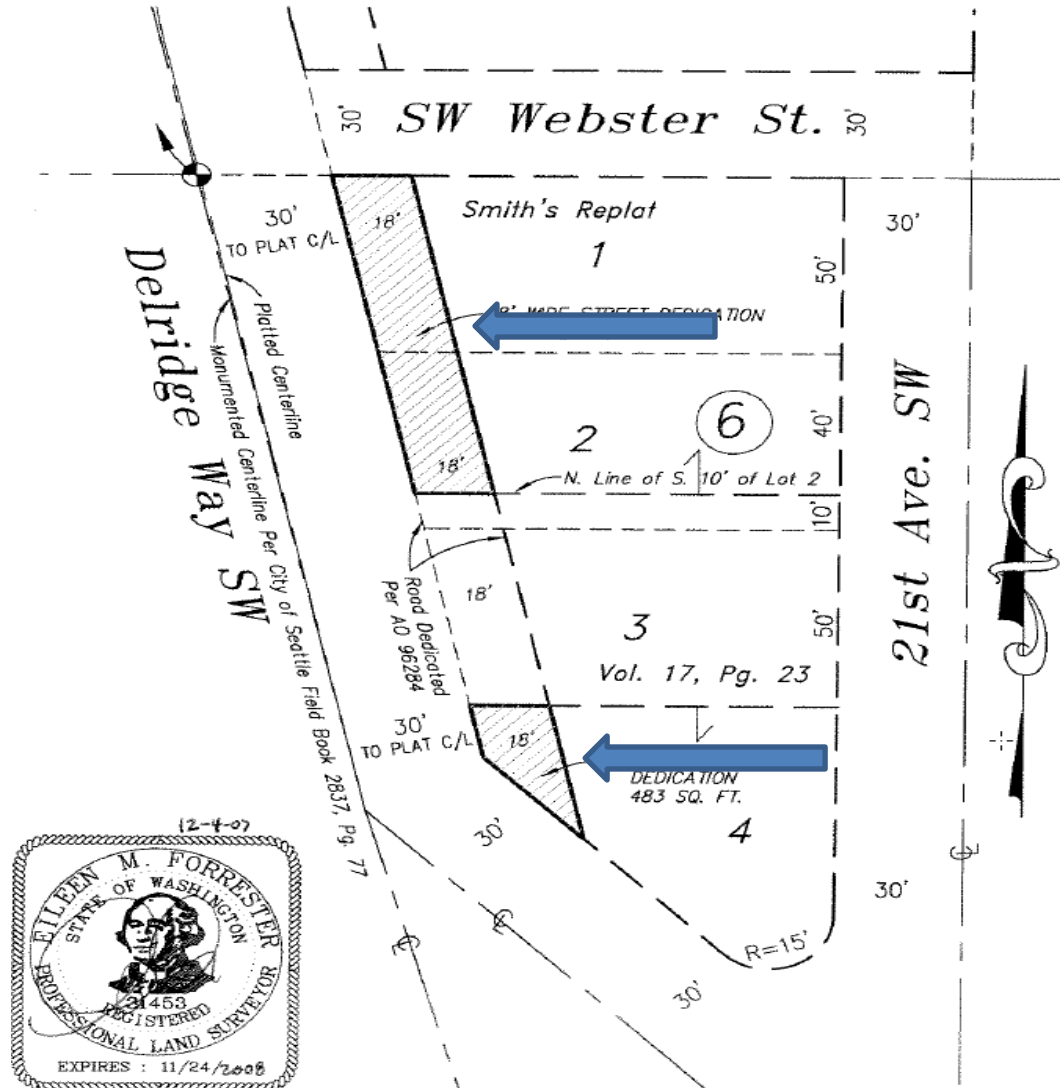 SW Webster St.
30'
30'
Smith's Replat
1
30'
TO PLAT C/L
18'
30'
50'
WIDE STREET DEDICATION
Delridge Way SW
Platted Centerline
Monumented Centerline Per City of Seattle Field Book 2837, Pg. 77
2
6
40'
18'
N. Line of S. 10' of Lot 2
10'
21st Ave. SW
Road Dedicated
Per AO 96284
18'
3
50'
Vol. 17, Pg. 23
30'
TO PLAT C/L
18'
DEDICATION
483 SQ. FT.
4
30'
30'
R=15'
30'
12-4-07
EILEEN M. FORRESTER
STATE OF WASHINGTON
31453
REGISTERED
PROFESSIONAL LAND SURVEYOR
EXPIRES : 11/24/2008